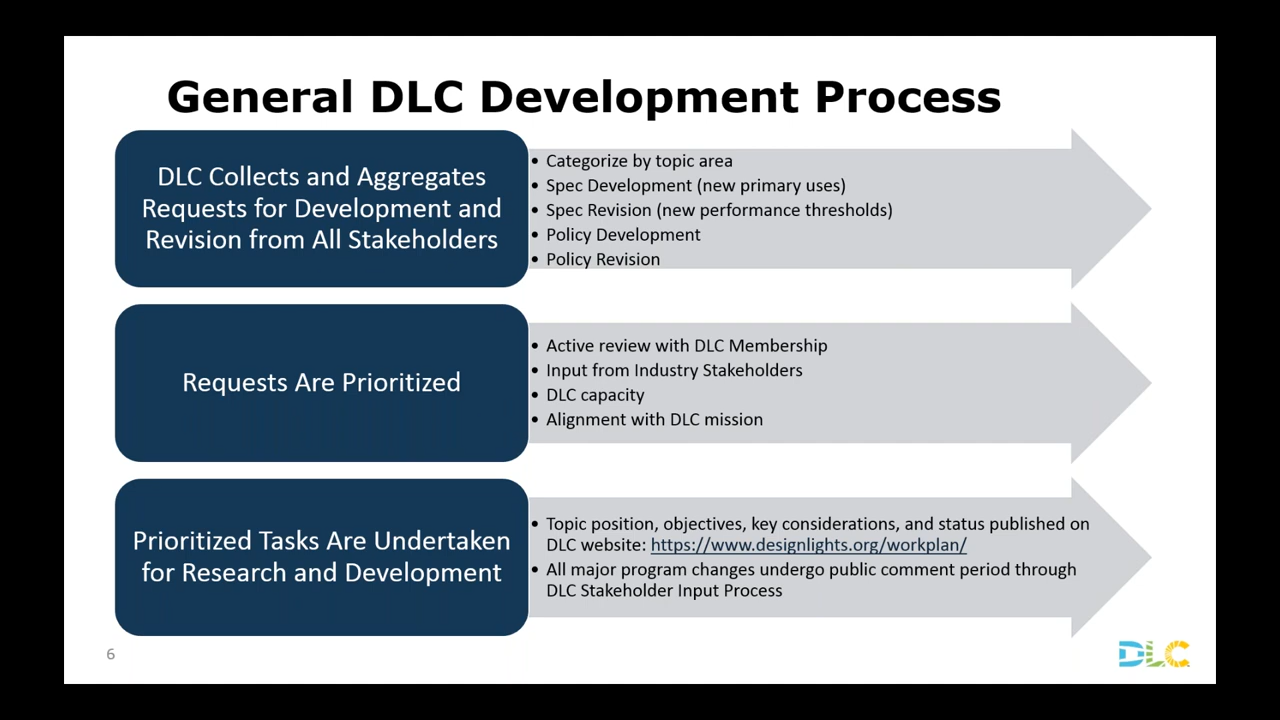 General DLC Development Process
DLC Collects and Aggregates
Requests for Development and
Revision from All Stakeholders
• Categorize by topic area
• Spec Development (new primary uses)
• Spec Revision (new performance thresholds)
• Policy Development
• Policy Revision
Requests Are Prioritized
• Active review with DLC Membership
• Input from Industry Stakeholders
• DLC capacity
• Alignment with DLC mission
Prioritized Tasks Are Undertaken
for Research and Development
• Topic position, objectives, key considerations, and status published on
DLC website: https://www.designlights.org/workplan/
• All major program changes undergo public comment period through
DLC Stakeholder Input Process
6
DLC